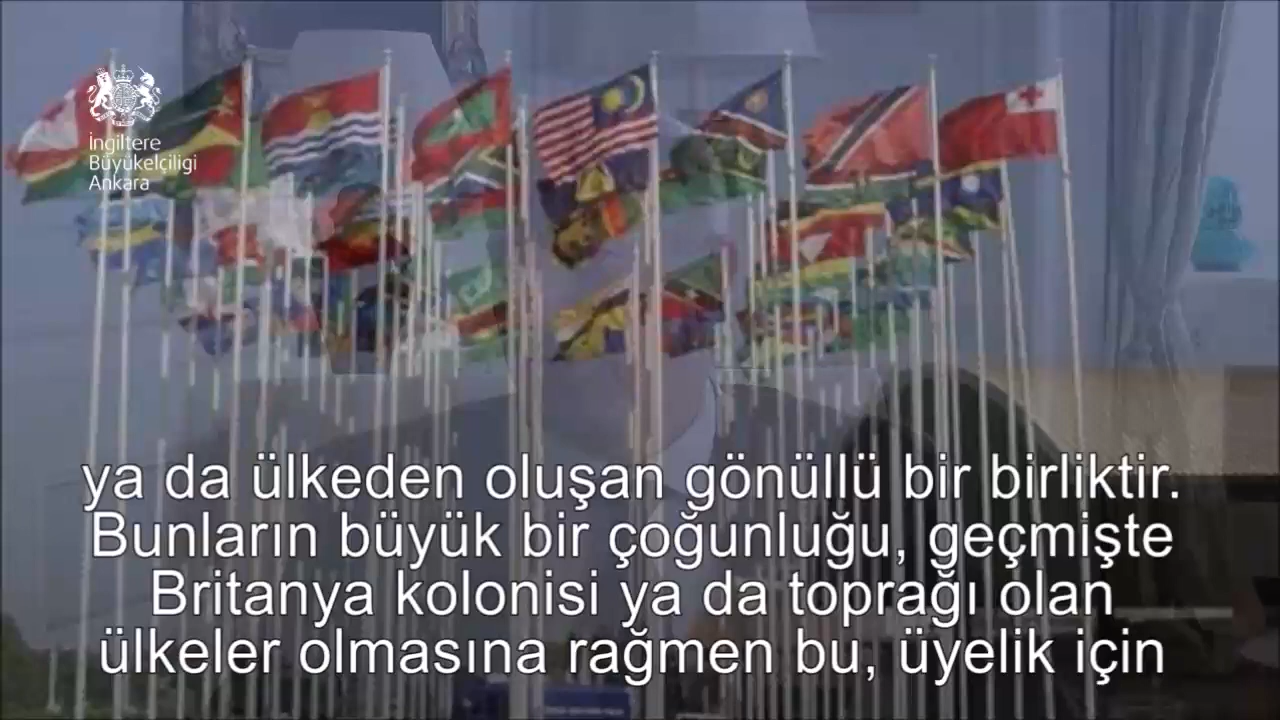 İngiltere
Büyükelçiligi
Ankara
ya da ülkeden oluşan gönüllü bir birliktir.
Bunların büyük bir çoğunluğu, geçmişte
Britanya kolonisi ya da toprağı olan
ülkeler olmasına rağmen bu, üyelik için